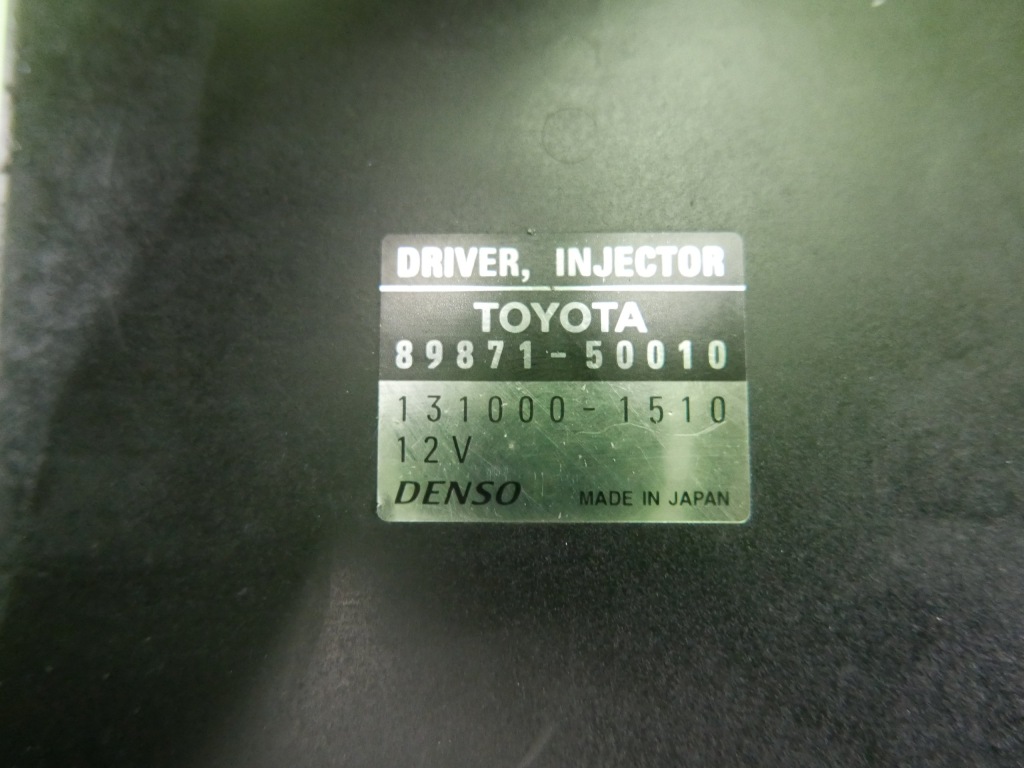 DRIVER, INJECTOR
TOYOTA
89871-50010
131000-1510
12V
DENSO MADE IN JAPAN